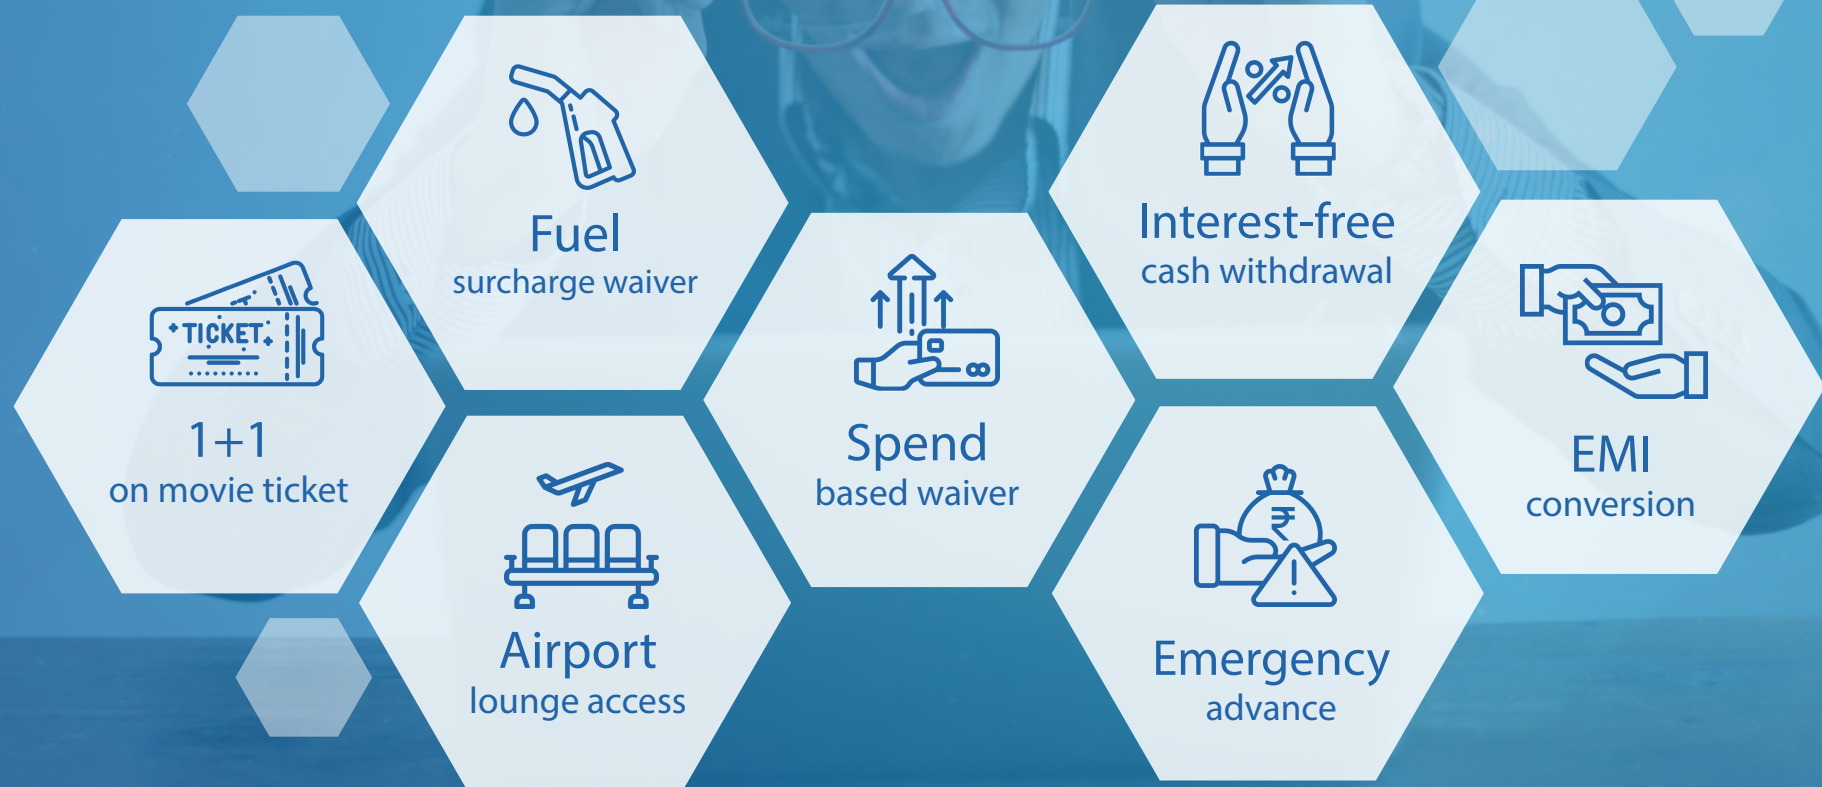 Fuel
surcharge waiver
Interest-free
cash withdrawal
TICKET
1+1
on movie ticket
Spend
based waiver
EMI
conversion
₹
Airport
lounge access
Emergency
advance